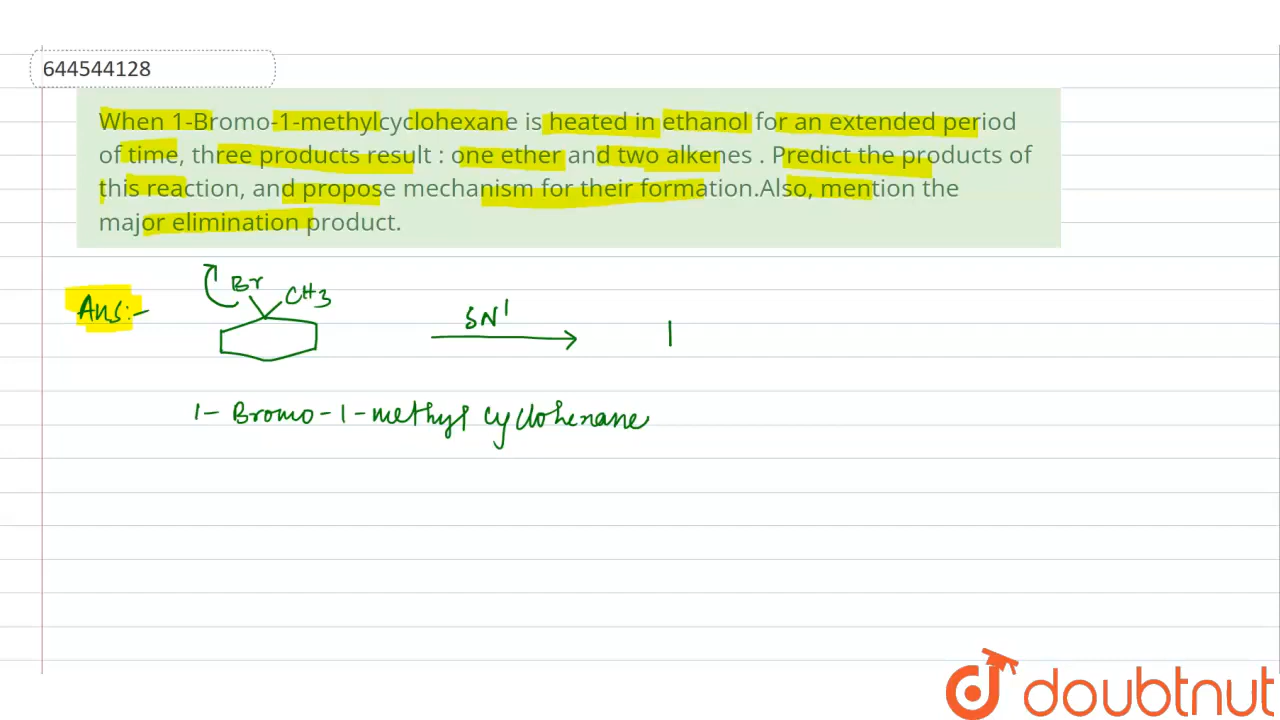 644544128
When 1-Bromo-1-methylcyclohexane is heated in ethanol for an extended period
of time, three products result : one ether and two alkenes . Predict the products of
this reaction, and propose mechanism for their formation.Also, mention the
major elimination product.
Ans:-
Br
CH3
SN1
1- Bromo-1-methyl cyclohexane
doubtnut